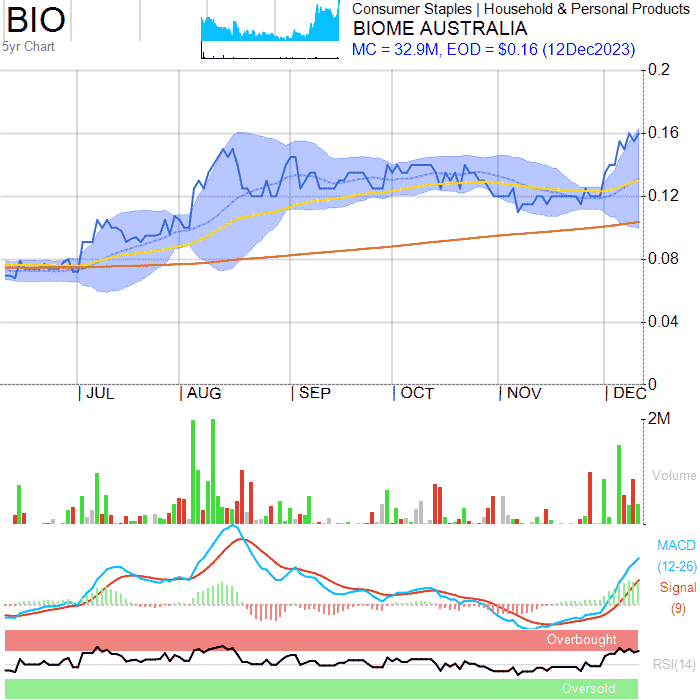 BIO
5yr Chart
Consumer Staples | Household & Personal Products
BIOME AUSTRALIA
MC = 32.9M, EOD = $0.16 (12Dec2023)
0.2
0.16
0.12
0.08
0.04
0
| JUL | AUG | SEP | OCT | NOV | DEC
2M
Volume
MACD
(12-26)
Signal
(9)
Overbought
RSI(14)
Oversold